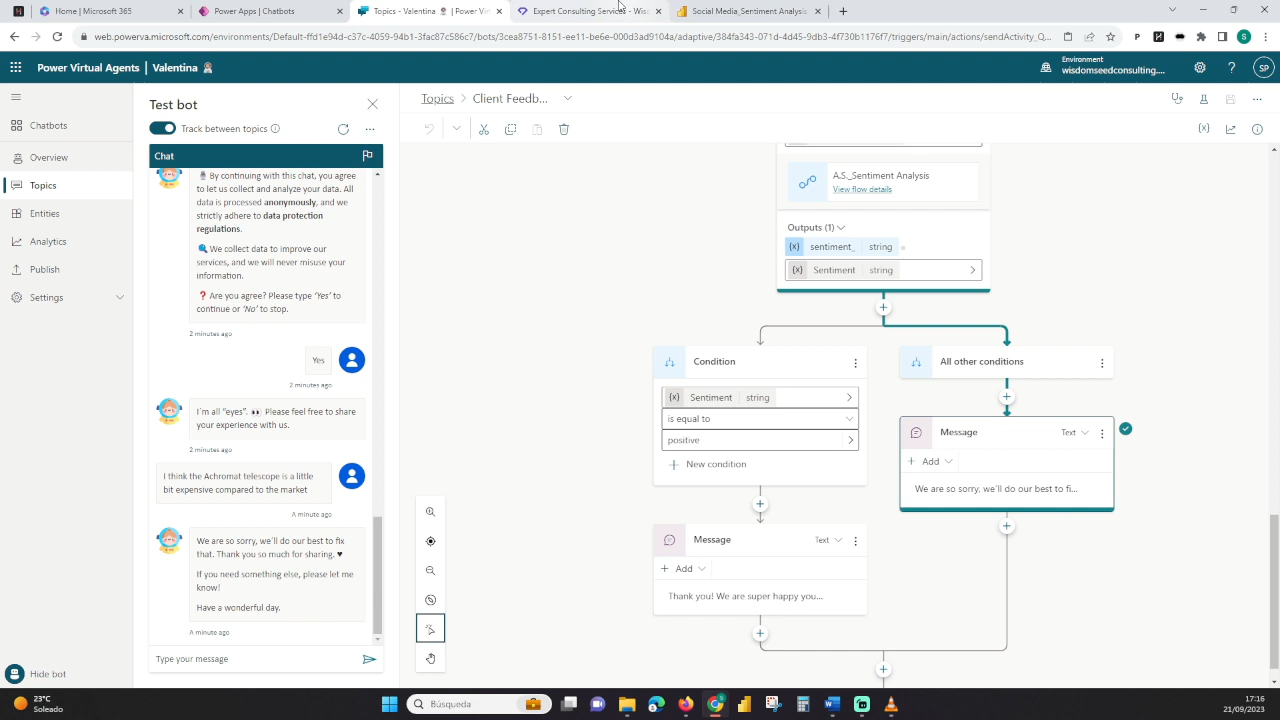 Home | Microsoft 365
Power Apps | Chatbots
Topics - Valentina | Power Vir
Expert Consulting Services - Wisd
Social Media_Sentiment Analy
web.powerva.microsoft.com/environments/Default-ffd1e94d-c37c-4059-94b1-3fac87c586c7/bots/3cea8751-8151-ee11-be6e-000d3ad9104a/adaptive/384fa343-071d-4d45-9db3-4f730b1176f7/triggers/main/actions/sendActivity_Q...
Power Virtual Agents | Valentina
Environment
wisdomseedconsulting....
SP
Chatbots
Overview
Topics
Entities
Analytics
Publish
Settings
Hide bot
Test bot
Track between topics
Chat
By continuing with this chat, you agree
to let us collect and analyze your data. All
data is processed anonymously, and we
strictly adhere to data protection
regulations.
🔍 We collect data to improve our
services, and we will never misuse your
information.
❓ Are you agree? Please type 'Yes' to
continue or 'No' to stop.
2 minutes ago
Yes
2 minutes ago
I´m all "eyes". 👀 Please feel free to share
your experience with us.
2 minutes ago
I think the Achromat telescope is a little
bit expensive compared to the market
A minute ago
We are so sorry, we´ll do our best to fix
that. Thank you so much for sharing. ♥
If you need something else, please let me
know!
Have a wonderful day.
A minute ago
Type your message
Topics > Client Feedb...
A.S._Sentiment Analysis
View flow details
Outputs (1)
{x} sentiment_ string
{x} Sentiment string
Condition
{x} Sentiment string
is equal to
positive
New condition
Message Text
Add
Thank you! We are super happy you...
All other conditions
Message Text
Add
We are so sorry, we´ll do our best to fi...
23°C
Soleado
Búsqueda
17:16
21/09/2023